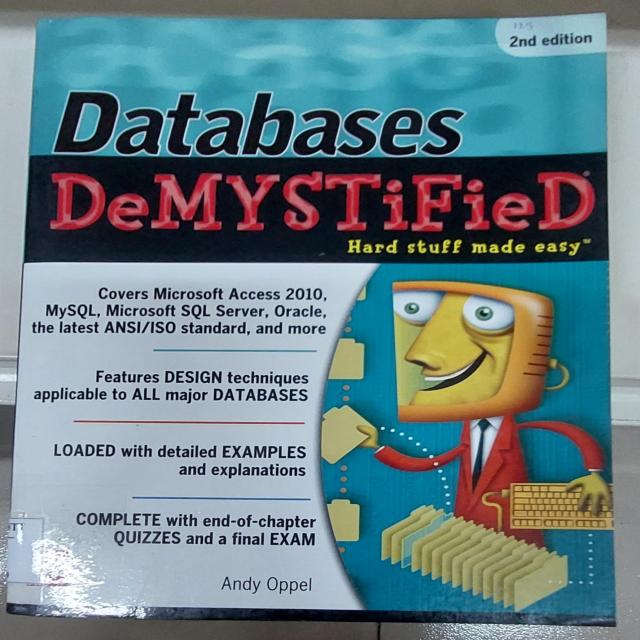 2nd edition
Databases
DeMYSTiFieD®
Hard stuff made easy™
Covers Microsoft Access 2010,
MySQL, Microsoft SQL Server, Oracle,
the latest ANSI/ISO standard, and more
Features DESIGN techniques
applicable to ALL major DATABASES
LOADED with detailed EXAMPLES
and explanations
COMPLETE with end-of-chapter
QUIZZES and a final EXAM
Andy Oppel